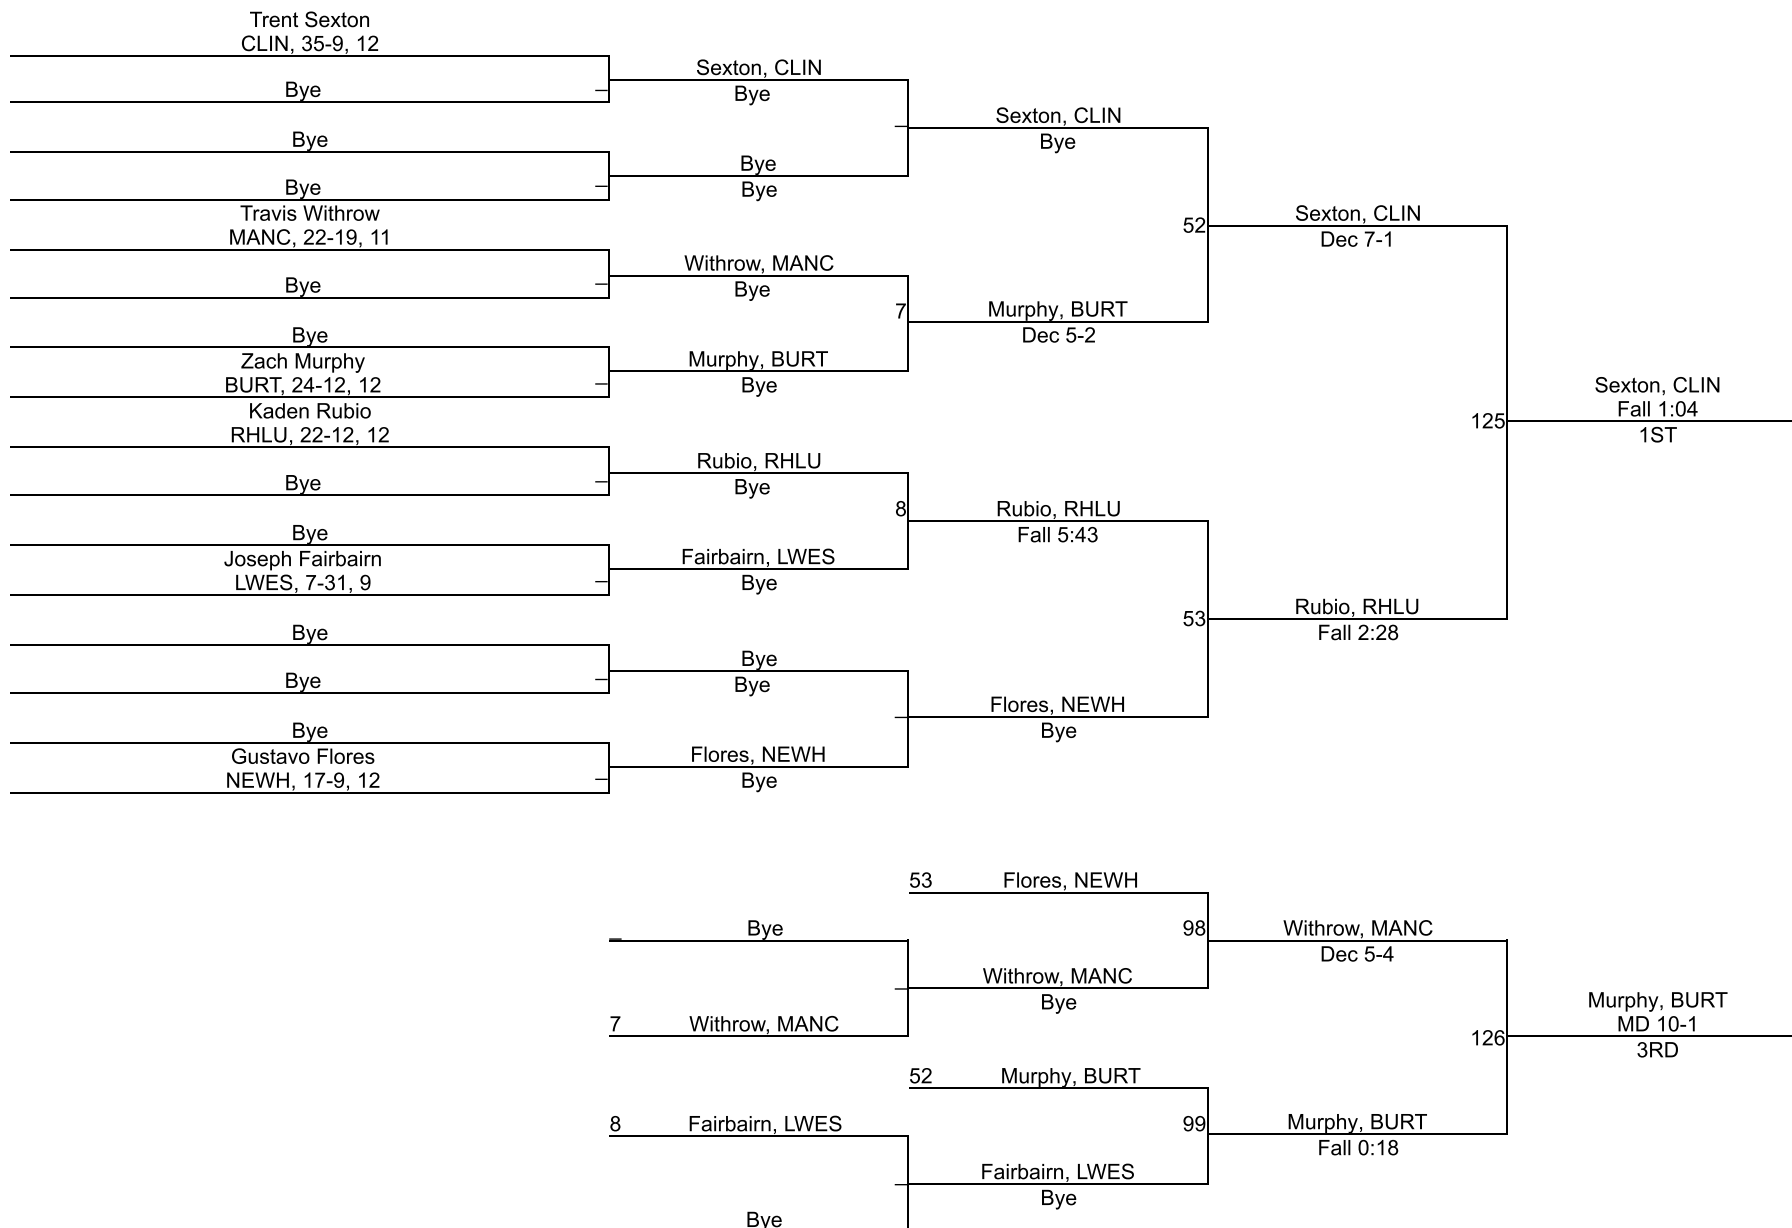 Trent Sexton
CLIN, 35-9, 12
Bye
Bye
Bye
Travis Withrow
MANC, 22-19, 11
Bye
Bye
Zach Murphy
BURT, 24-12, 12
Kaden Rubio
RHLU, 22-12, 12
Bye
Bye
Joseph Fairbairn
LWES, 7-31, 9
Bye
Bye
Bye
Gustavo Flores
NEWH, 17-9, 12
Sexton, CLIN
Bye
Bye
Bye
Withrow, MANC
Bye
Murphy, BURT
Bye
Rubio, RHLU
Bye
Fairbairn, LWES
Bye
Bye
Bye
Flores, NEWH
Bye
Sexton, CLIN
Bye
7
Murphy, BURT
Dec 5-2
8
Rubio, RHLU
Fall 5:43
Flores, NEWH
Bye
52
Sexton, CLIN
Dec 7-1
53
Rubio, RHLU
Fall 2:28
125
Sexton, CLIN
Fall 1:04
1ST
Bye
7 Withrow, MANC
8 Fairbairn, LWES
Bye
53 Flores, NEWH
Withrow, MANC
Bye
52 Murphy, BURT
Fairbairn, LWES
Bye
98
Withrow, MANC
Dec 5-4
99
Murphy, BURT
Fall 0:18
126
Murphy, BURT
MD 10-1
3RD